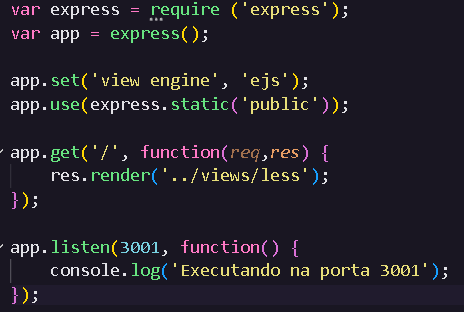 var express = require ('express');
var app = express();
app.set('view engine', 'ejs');
app.use(express.static('public'));
app.get('/', function(req,res) {
res.render('../views/less');
});
app.listen(3001, function() {
console.log('Executando na porta 3001');
});